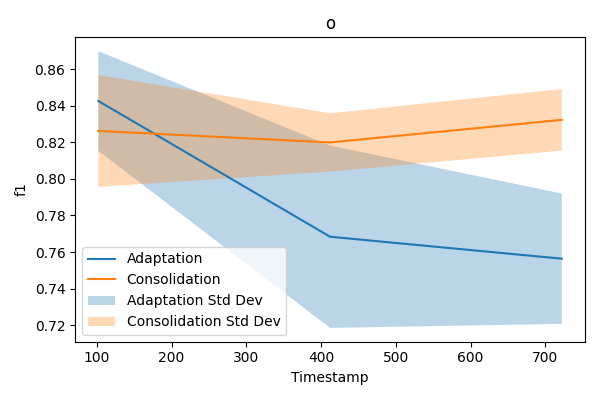 o
f1
0.86
0.84
0.82
0.80
0.78
0.76
0.74
0.72
Adaptation
Consolidation
Adaptation Std Dev
Consolidation Std Dev
100 200 300 400 500 600 700
Timestamp